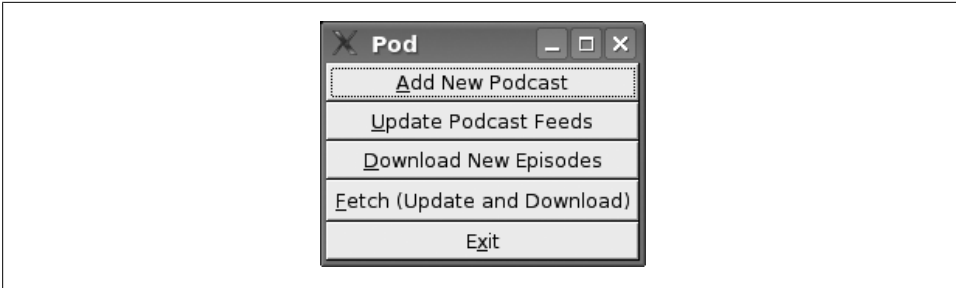 Pod
Add New Podcast
Update Podcast Feeds
Download New Episodes
Fetch (Update and Download)
Exit